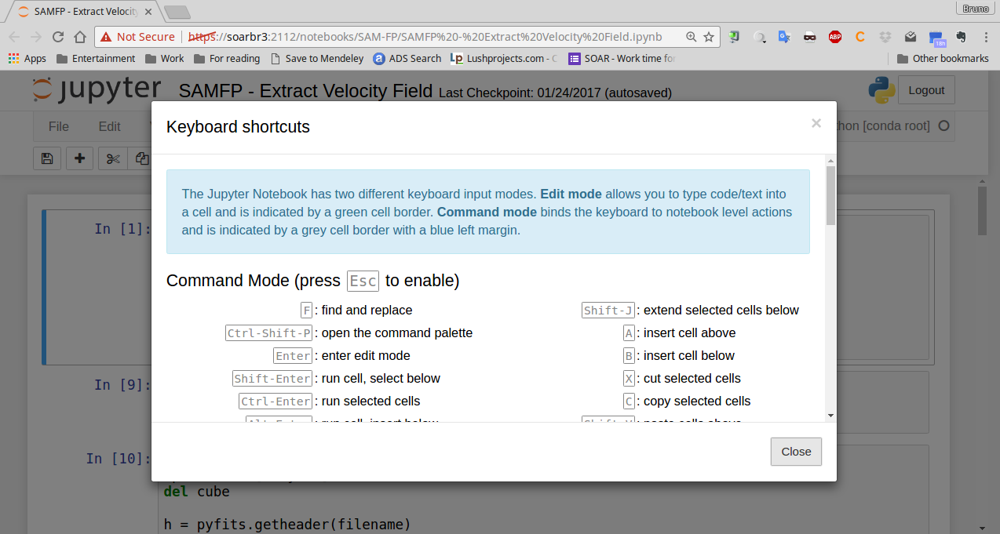 SAMFP - Extract Velocity
Bruno
Not Secure
https://soarbr3:2112/notebooks/SAM-FP/SAMFP%20-%20Extract%20Velocity%20Field.ipynb
ABP
18h
Apps Entertainment Work For reading Save to Mendeley ADS Search Lushprojects.com - SOAR - Work time for Other bookmarks
jupyter SAMFP - Extract Velocity Field Last Checkpoint: 01/24/2017 (autosaved) Logout
File Edit [conda root]
Keyboard shortcuts ×
The Jupyter Notebook has two different keyboard input modes. Edit mode allows you to type code/text into
a cell and is indicated by a green cell border. Command mode binds the keyboard to notebook level actions
and is indicated by a grey cell border with a blue left margin.
Command Mode (press Esc to enable)
F : find and replace
Ctrl-Shift-P : open the command palette
Enter : enter edit mode
Shift-Enter : run cell, select below
Ctrl-Enter : run selected cells
Shift-J : extend selected cells below
A : insert cell above
B : insert cell below
X : cut selected cells
C : copy selected cells
Close
In [1]:
In [9]:
In [10]:
del cube
h = pyfits.getheader(filename)